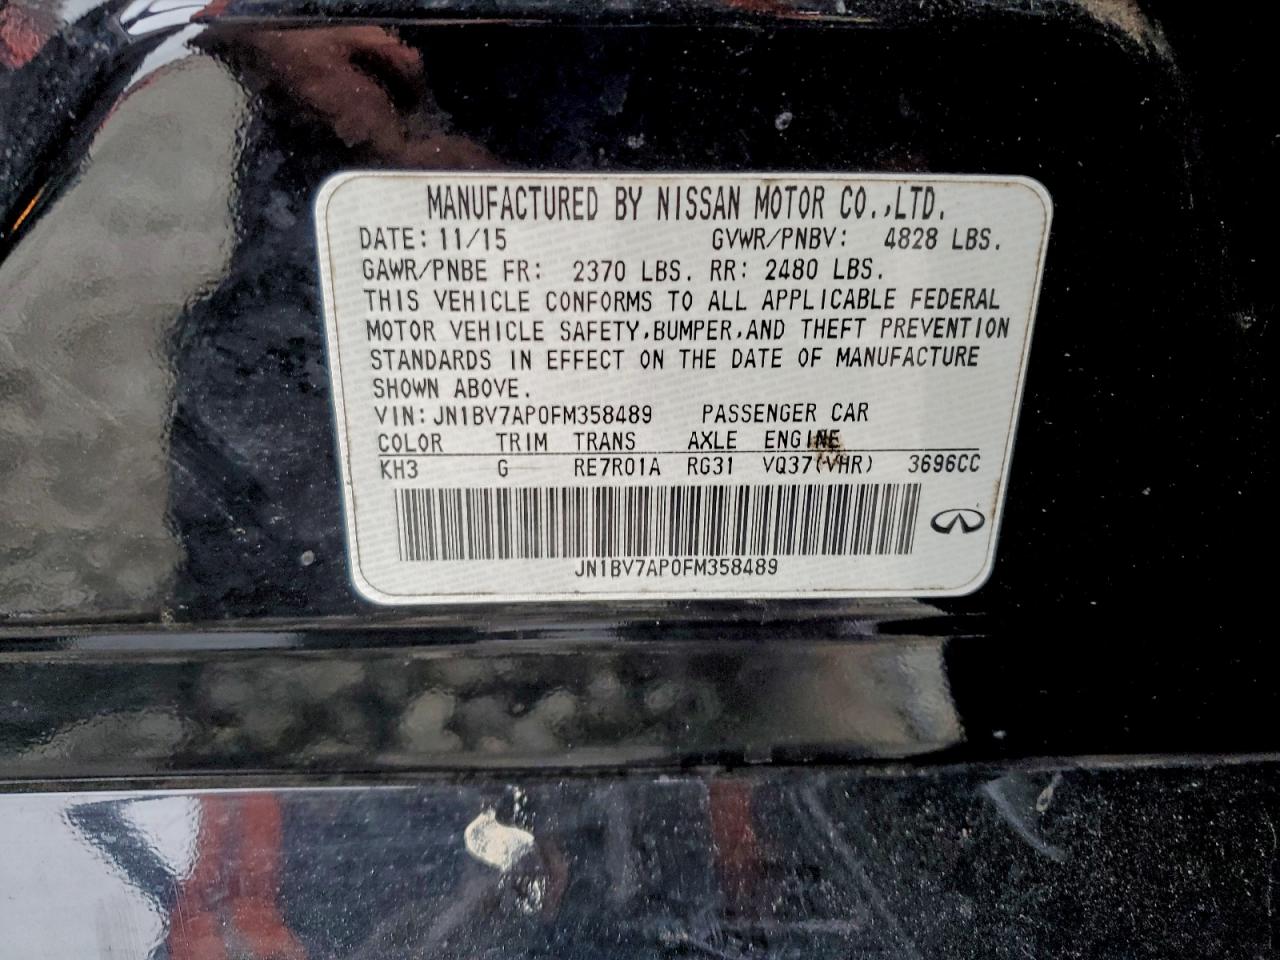 MANUFACTURED BY NISSAN MOTOR CO.,LTD.
DATE: 11/15 GVWR/PNBV: 4828 LBS.
GAWR/PNBE FR: 2370 LBS. RR: 2480 LBS.
THIS VEHICLE CONFORMS TO ALL APPLICABLE FEDERAL
MOTOR VEHICLE SAFETY,BUMPER,AND THEFT PREVENTION
STANDARDS IN EFFECT ON THE DATE OF MANUFACTURE
SHOWN ABOVE.
VIN: JN1BV7AP0FM358489 PASSENGER CAR
COLOR TRIM TRANS AXLE ENGINE
KH3 G RE7R01A RG31 VQ37(VHR) 3696CC
JN1BV7AP0FM358489